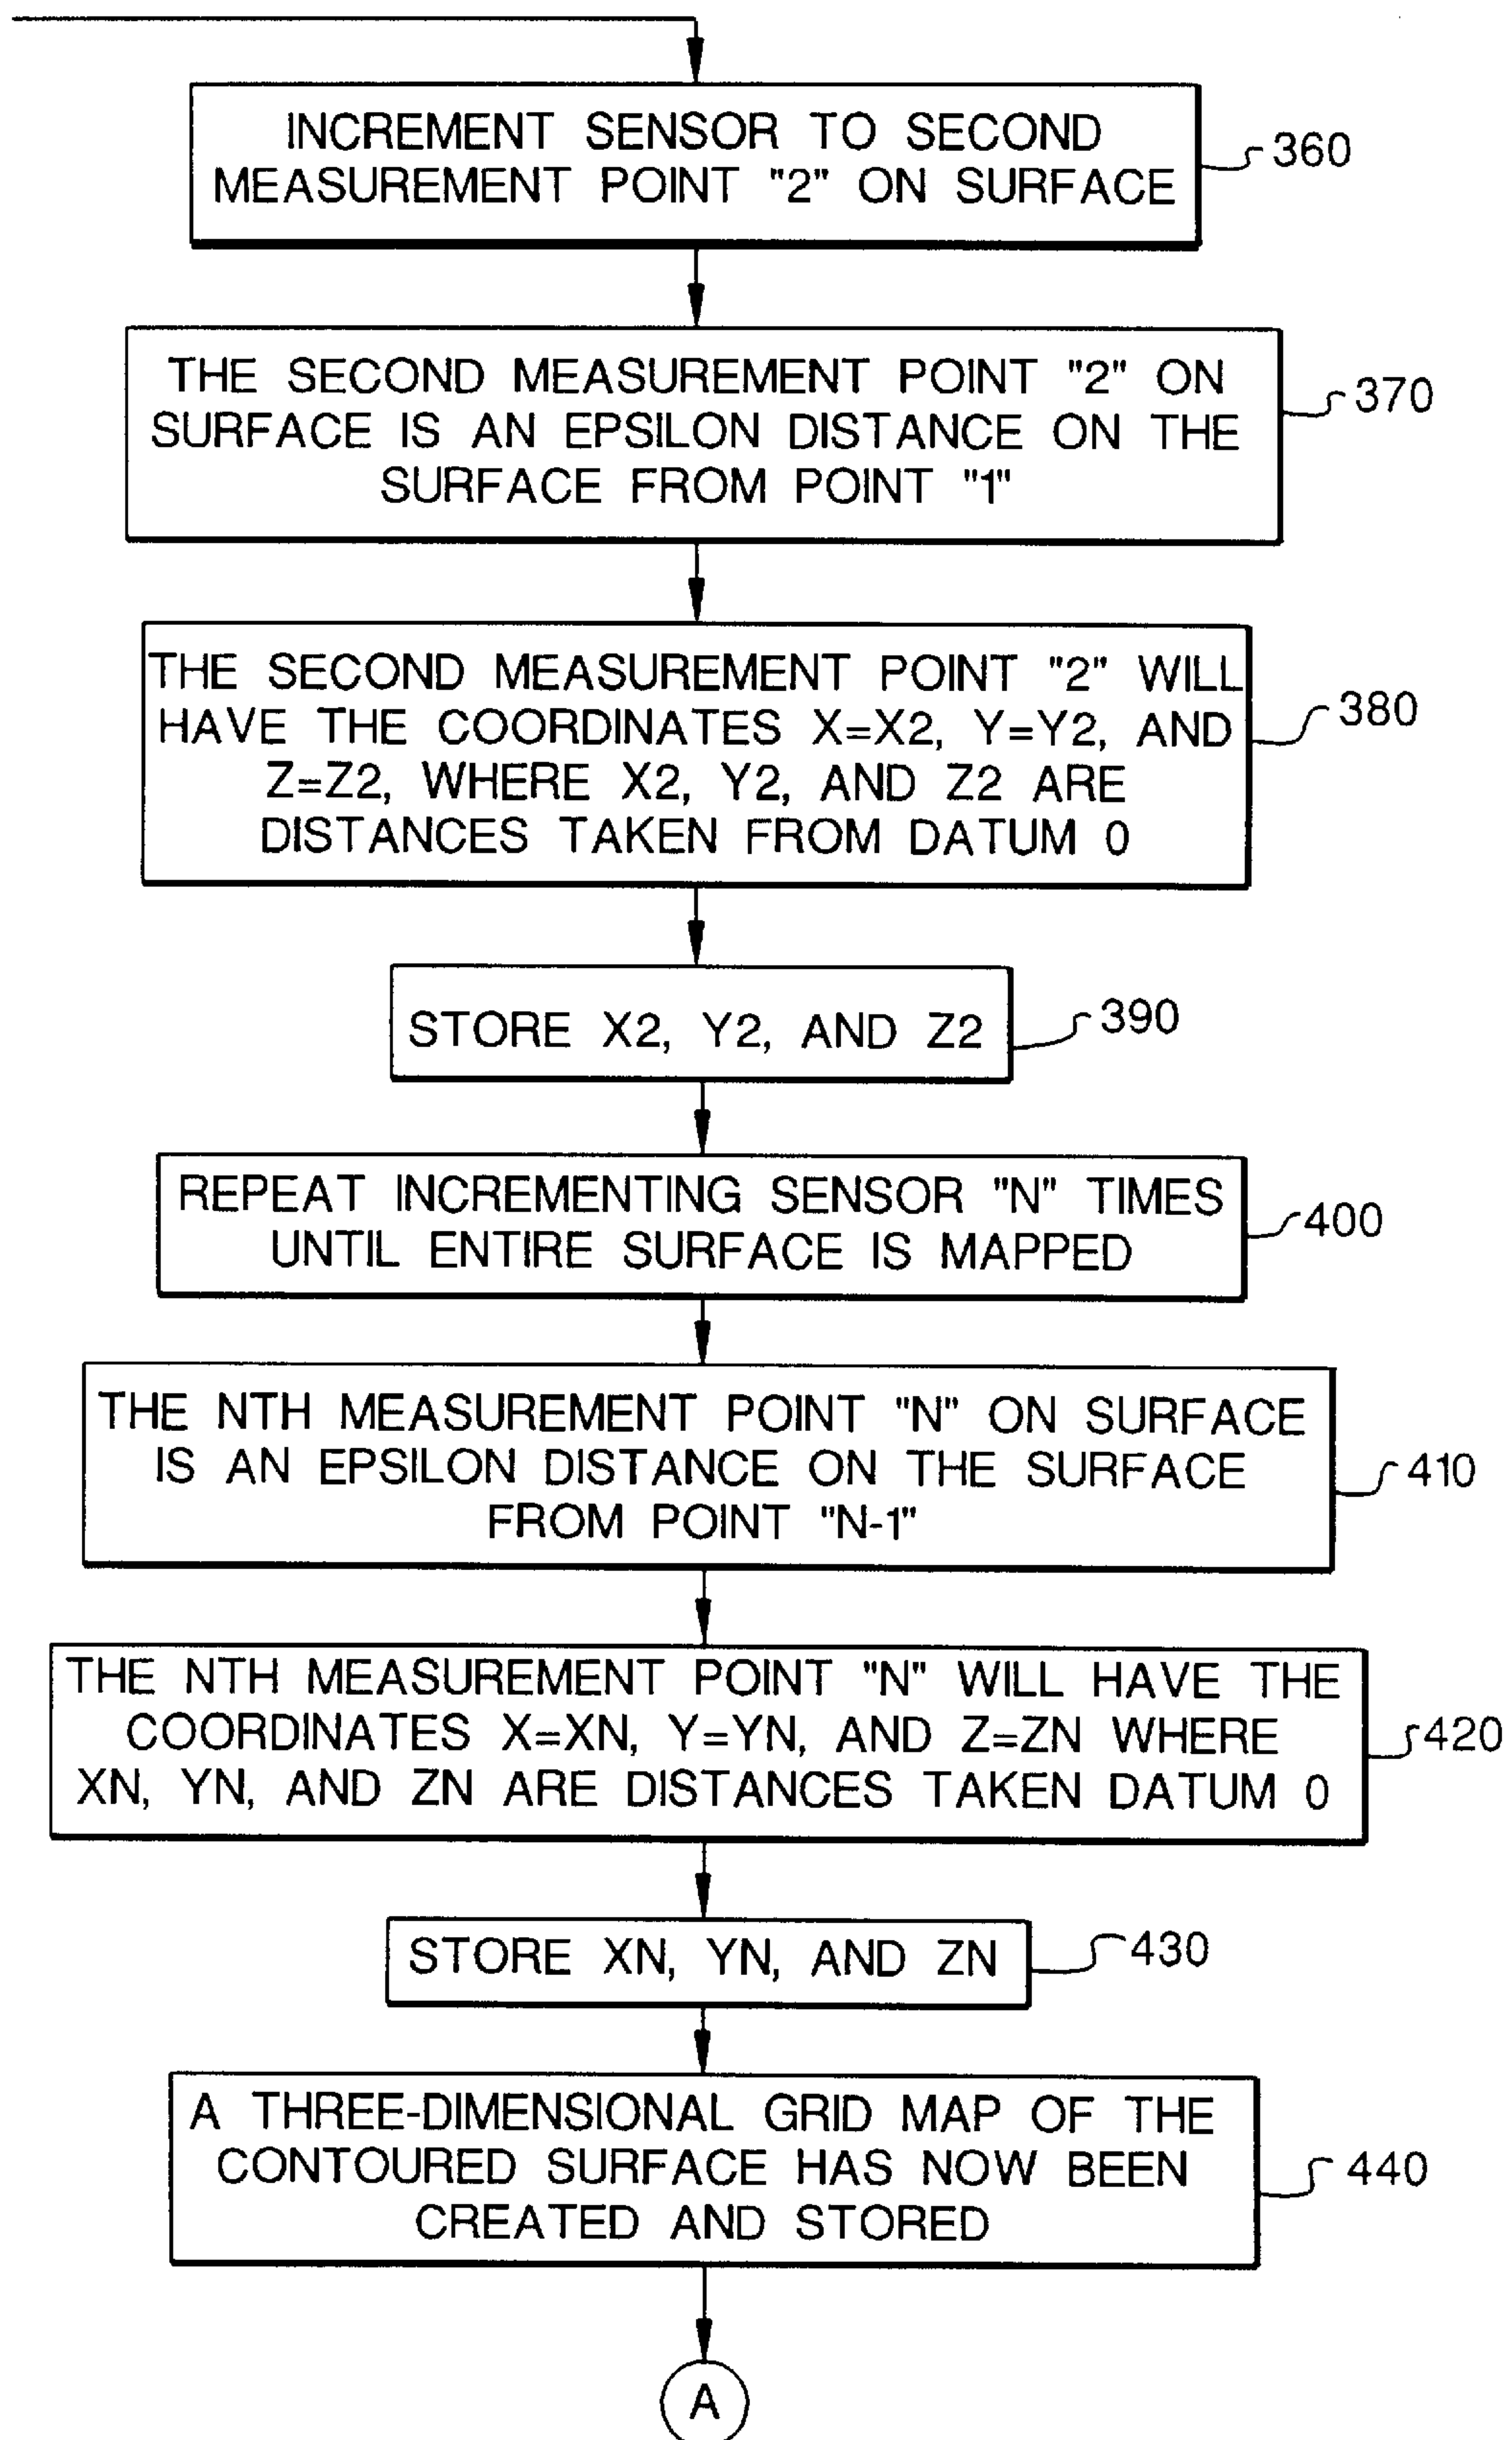 INCREMENT SENSOR TO SECOND
MEASUREMENT POINT "2" ON SURFACE
360
THE SECOND MEASUREMENT POINT "2" ON
SURFACE IS AN EPSILON DISTANCE ON THE
SURFACE FROM POINT "1"
370
THE SECOND MEASUREMENT POINT "2" WILL
HAVE THE COORDINATES X=X2, Y=Y2, AND
Z=Z2, WHERE X2, Y2, AND Z2 ARE
DISTANCES TAKEN FROM DATUM 0
380
STORE X2, Y2, AND Z2
390
REPEAT INCREMENTING SENSOR "N" TIMES
UNTIL ENTIRE SURFACE IS MAPPED
400
THE NTH MEASUREMENT POINT "N" ON SURFACE
IS AN EPSILON DISTANCE ON THE SURFACE
FROM POINT "N-1"
410
THE NTH MEASUREMENT POINT "N" WILL HAVE THE
COORDINATES X=XN, Y=YN, AND Z=ZN WHERE
XN, YN, AND ZN ARE DISTANCES TAKEN DATUM 0
420
STORE XN, YN, AND ZN
430
A THREE-DIMENSIONAL GRID MAP OF THE
CONTOURED SURFACE HAS NOW BEEN
CREATED AND STORED
440
A